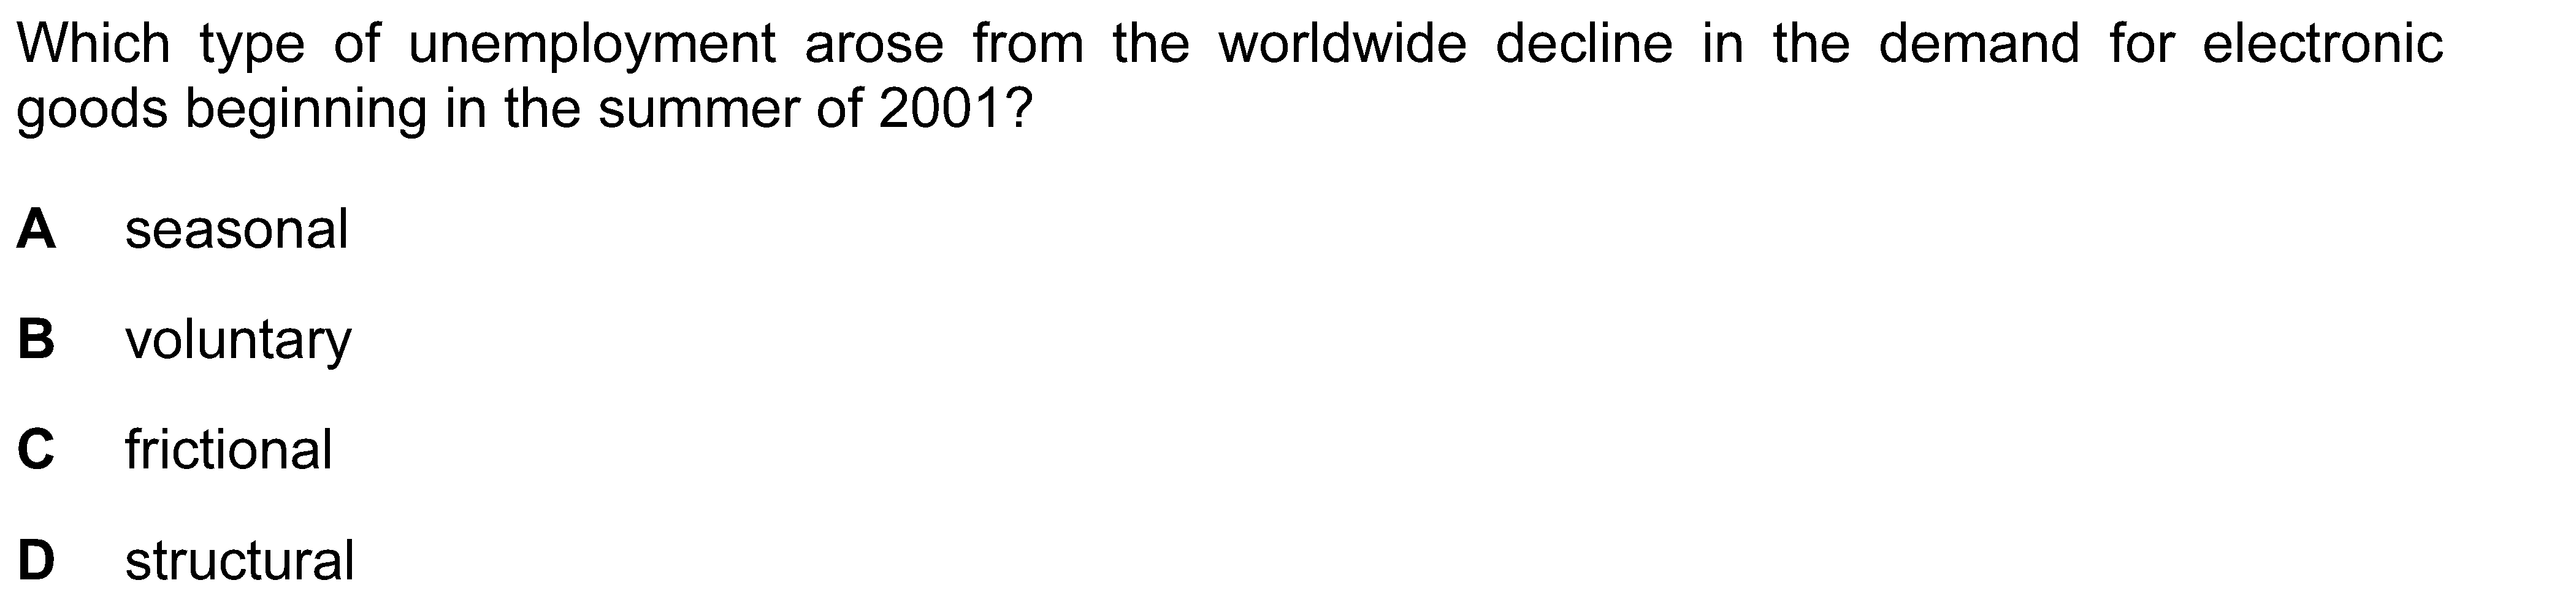 Which type of unemployment arose from the worldwide decline in the demand for electronic
goods beginning in the summer of 2001?
A seasonal
B voluntary
C frictional
D structural